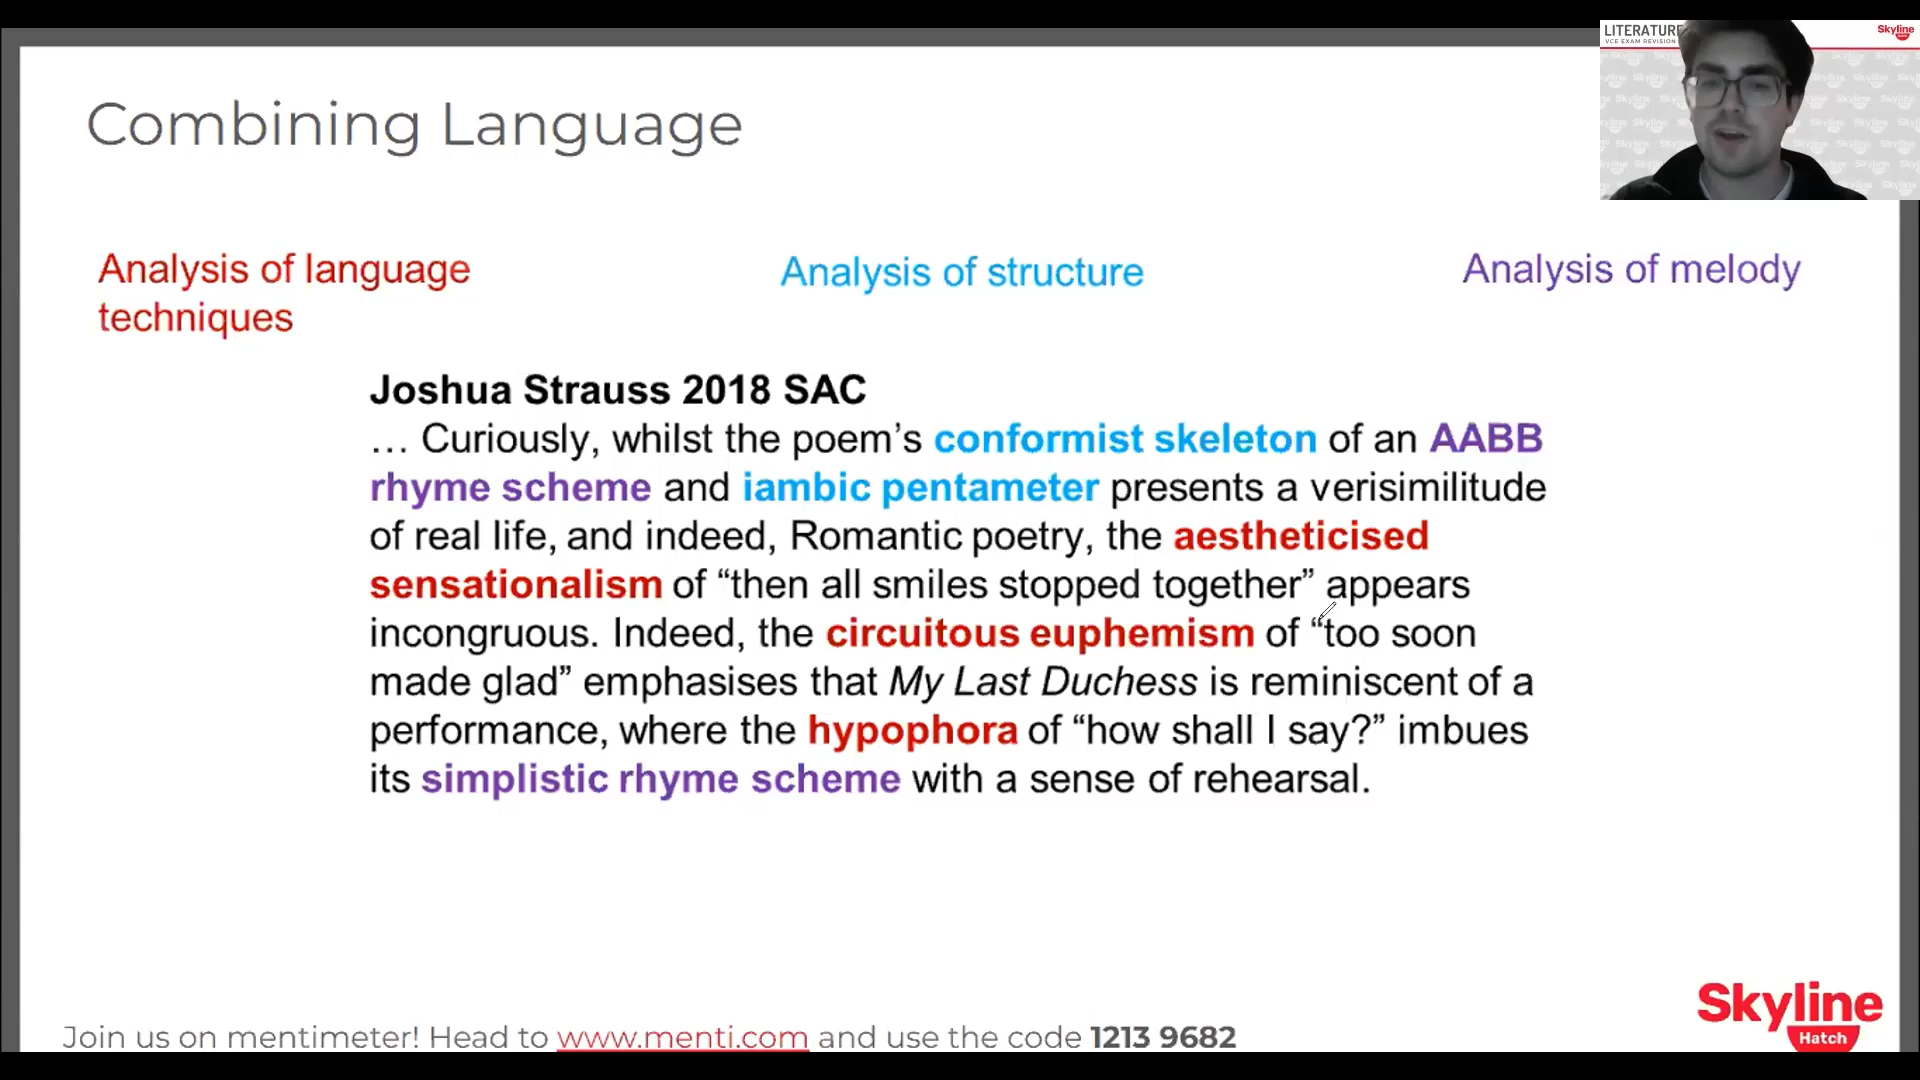 LITERATURE
VCE EXAM REVISION
Skyline
Combining Language
Analysis of language
techniques
Analysis of structure
Analysis of melody
Joshua Strauss 2018 SAC
… Curiously, whilst the poem’s conformist skeleton of an AABB
rhyme scheme and iambic pentameter presents a verisimilitude
of real life, and indeed, Romantic poetry, the aestheticised
sensationalism of “then all smiles stopped together” appears
incongruous. Indeed, the circuitous euphemism of “too soon
made glad” emphasises that My Last Duchess is reminiscent of a
performance, where the hypophora of “how shall I say?” imbues
its simplistic rhyme scheme with a sense of rehearsal.
Join us on mentimeter! Head to www.menti.com and use the code 1213 9682
Skyline
Hatch